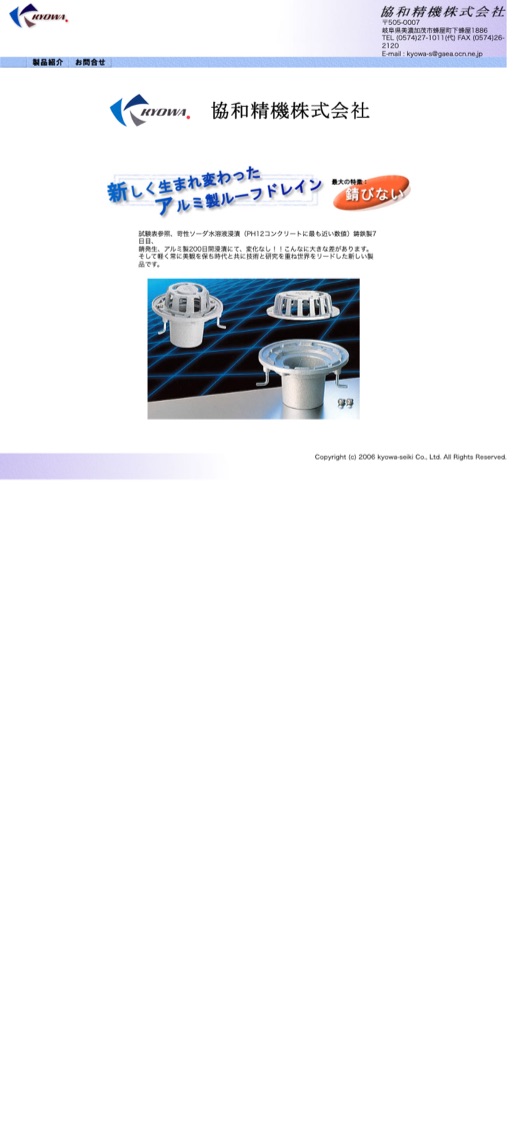 KYOWA.
協和精機株式会社
〒505-0007
岐阜県美濃加茂市蜂屋町下蜂屋1886
TEL (0574)27-1011(代) FAX (0574)26-
2120
E-mail : kyowa-s@gaea.ocn.ne.jp
製品紹介 お問合せ
KYOWA.
協和精機株式会社
新しく生まれ変わった
アルミ製ルーフドレイン
最大の特徴：
錆びない
試験表参照、苛性ソーダ水溶液浸漬（PH12コンクリートに最も近い数値）鋳鉄製7
日目、
錆発生、アルミ製200日間浸漬にて、変化なし！！こんなに大きな差があります。
そして軽く常に美観を保ち時代と共に技術と研究を重ね世界をリードした新しい製
品です。
Copyright (c) 2006 kyowa-seiki Co., Ltd. All Rights Reserved.